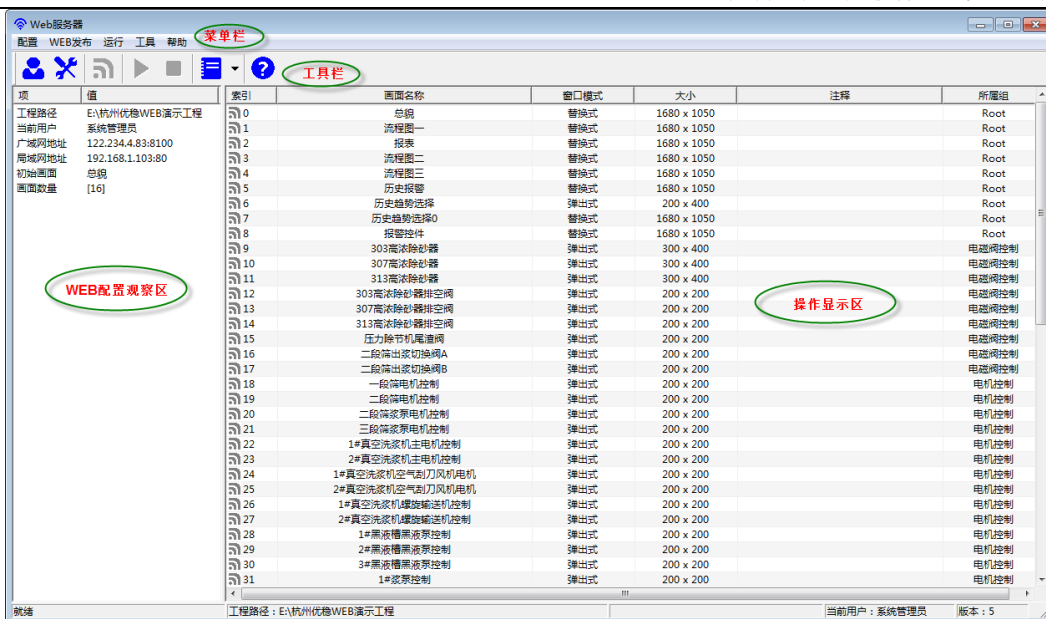 Web服务器
配置 WEB发布 运行 工具 帮助 菜单栏
工具栏
项 值 索引 画面名称 窗口模式 大小 注释 所属组
工程路径 E:\杭州优稳WEB演示工程 0 总貌 替换式 1680 x 1050 Root
当前用户 系统管理员 1 流程图一 替换式 1680 x 1050 Root
广域网地址 122.234.4.83:8100 2 报表 替换式 1680 x 1050 Root
局域网地址 192.168.1.103:80 3 流程图二 替换式 1680 x 1050 Root
初始画面 总貌 4 流程图三 替换式 1680 x 1050 Root
画面数量 [16] 5 历史报警 替换式 1680 x 1050 Root
6 历史趋势选择 弹出式 200 x 400 Root
7 历史趋势选择0 替换式 1680 x 1050 Root
8 报警控件 替换式 1680 x 1050 Root
9 303高浓除砂器 弹出式 300 x 400 电磁阀控制
10 307高浓除砂器 弹出式 300 x 400 电磁阀控制
11 313高浓除砂器 弹出式 300 x 400 电磁阀控制
WEB配置观察区 12 303高浓除砂器排空阀 弹出式 200 x 200 电磁阀控制
13 307高浓除砂器排空阀 弹出式 200 x 200 操作显示区 电磁阀控制
14 313高浓除砂器排空阀 弹出式 200 x 200 电磁阀控制
15 压力除节机尾渣阀 弹出式 200 x 200 电磁阀控制
16 二段筛出浆切换阀A 弹出式 200 x 200 电磁阀控制
17 二段筛出浆切换阀B 弹出式 200 x 200 电磁阀控制
18 一段筛电机控制 弹出式 200 x 200 电机控制
19 二段筛电机控制 弹出式 200 x 200 电机控制
20 二段筛浆泵电机控制 弹出式 200 x 200 电机控制
21 三段筛浆泵电机控制 弹出式 200 x 200 电机控制
22 1#真空洗浆机主电机控制 弹出式 200 x 200 电机控制
23 2#真空洗浆机主电机控制 弹出式 200 x 200 电机控制
24 1#真空洗浆机空气刮刀风机电机 弹出式 200 x 200 电机控制
25 2#真空洗浆机空气刮刀风机电机 弹出式 200 x 200 电机控制
26 1#真空洗浆机螺旋输送机控制 弹出式 200 x 200 电机控制
27 2#真空洗浆机螺旋输送机控制 弹出式 200 x 200 电机控制
28 1#黑液槽黑液泵控制 弹出式 200 x 200 电机控制
29 2#黑液槽黑液泵控制 弹出式 200 x 200 电机控制
30 3#黑液槽黑液泵控制 弹出式 200 x 200 电机控制
31 1#浆泵控制 弹出式 200 x 200 电机控制
就绪 工程路径：E:\杭州优稳WEB演示工程 当前用户：系统管理员 版本：5